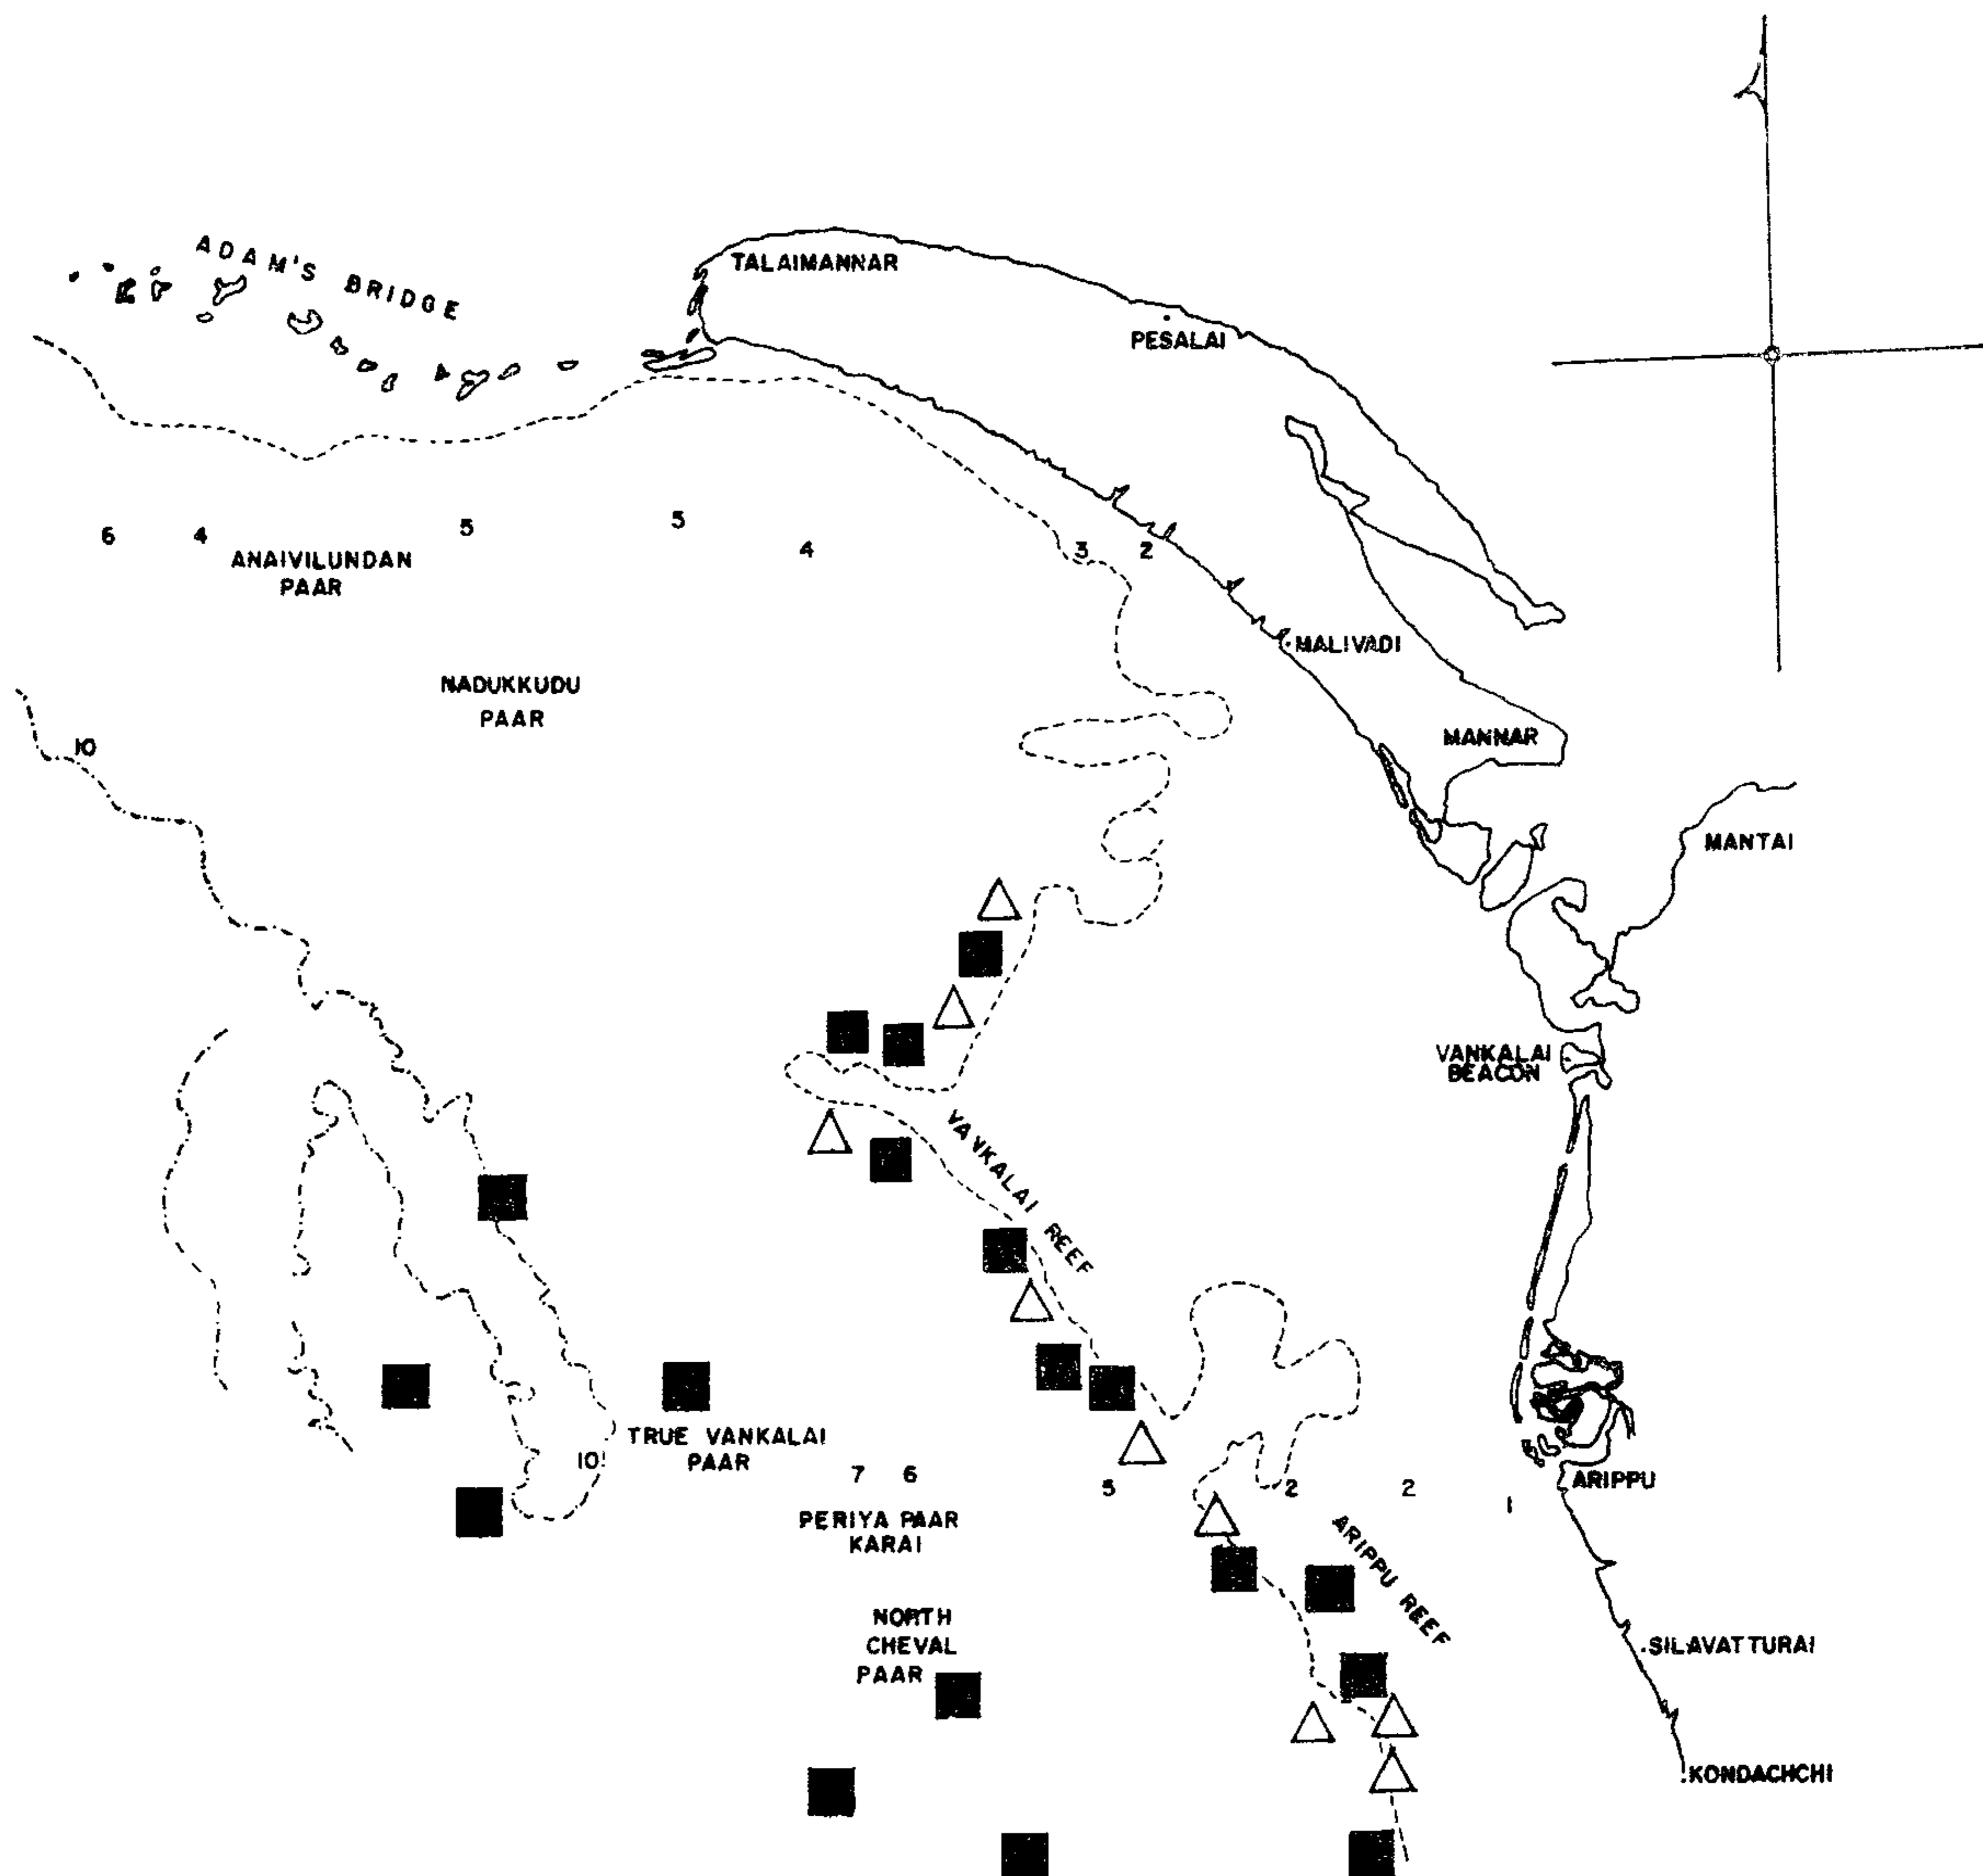 ADAM'S BRIDGE
TALAIMANNAR
PESALAI
6 4 5 5 4 3 2
ANAIVILUNDAN
PAAR
MALIVADI
NADUKKUDU
PAAR
10
MANNAR
MANTAI
VANKALAI
BEACON
VANKALAI REEF
TRUE VANKALAI
PAAR
10
7 6 5 2 2 1
ARIPPU
PERIYA PAAR
KARAI
ARIPPU REEF
NORTH
CHEVAL
PAAR
SILAVATTURAI
KONDACHCHI